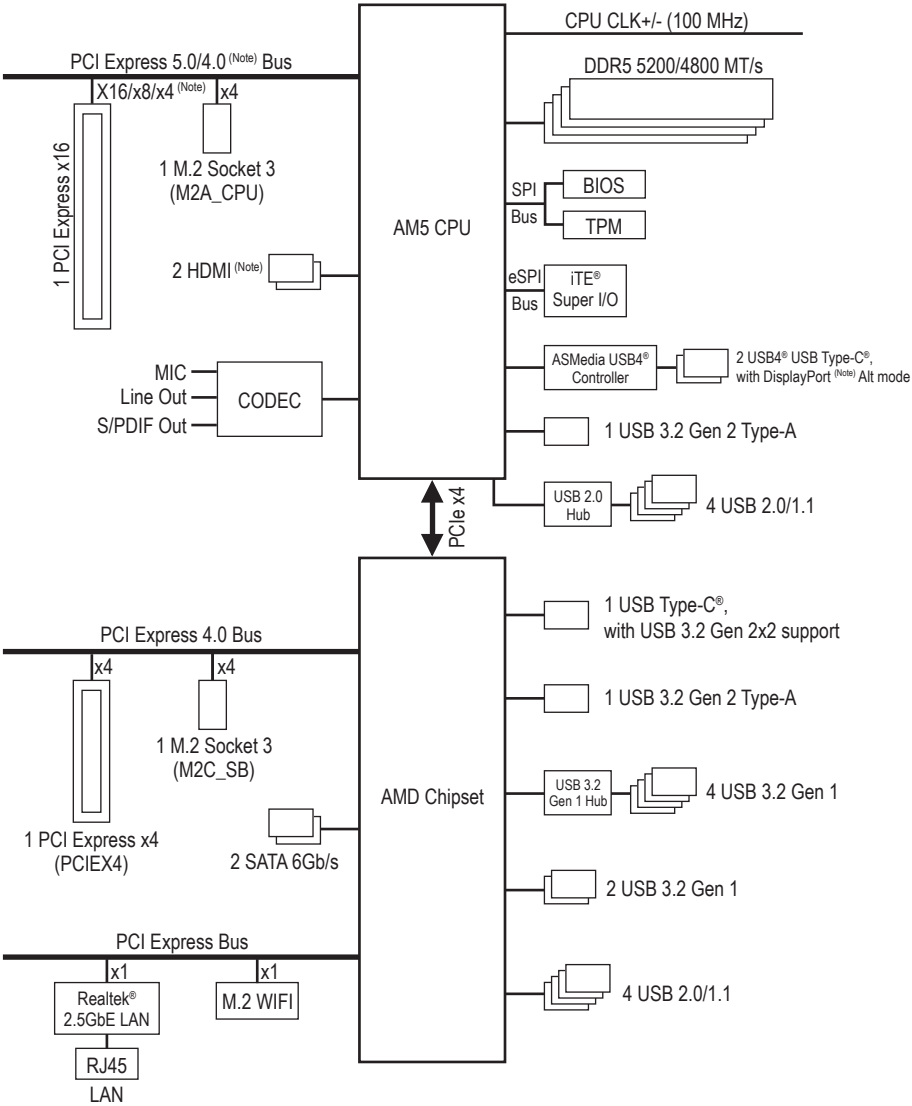 CPU CLK+/- (100 MHz)
PCI Express 5.0/4.0 (Note) Bus
DDR5 5200/4800 MT/s
X16/x8/x4 (Note)
x4
1 PCI Express x16
1 M.2 Socket 3
(M2A_CPU)
AM5 CPU
SPI
Bus
BIOS
TPM
2 HDMI (Note)
eSPI
Bus
iTE®
Super I/O
ASMedia USB4®
Controller
2 USB4® USB Type-C®,
with DisplayPort (Note) Alt mode
MIC
Line Out
S/PDIF Out
CODEC
1 USB 3.2 Gen 2 Type-A
PCIe x4
USB 2.0
Hub
4 USB 2.0/1.1
1 USB Type-C®,
with USB 3.2 Gen 2x2 support
PCI Express 4.0 Bus
x4
x4
1 USB 3.2 Gen 2 Type-A
1 M.2 Socket 3
(M2C_SB)
AMD Chipset
USB 3.2
Gen 1 Hub
4 USB 3.2 Gen 1
1 PCI Express x4
(PCIEX4)
2 SATA 6Gb/s
2 USB 3.2 Gen 1
PCI Express Bus
x1
x1
Realtek®
2.5GbE LAN
M.2 WIFI
4 USB 2.0/1.1
RJ45
LAN